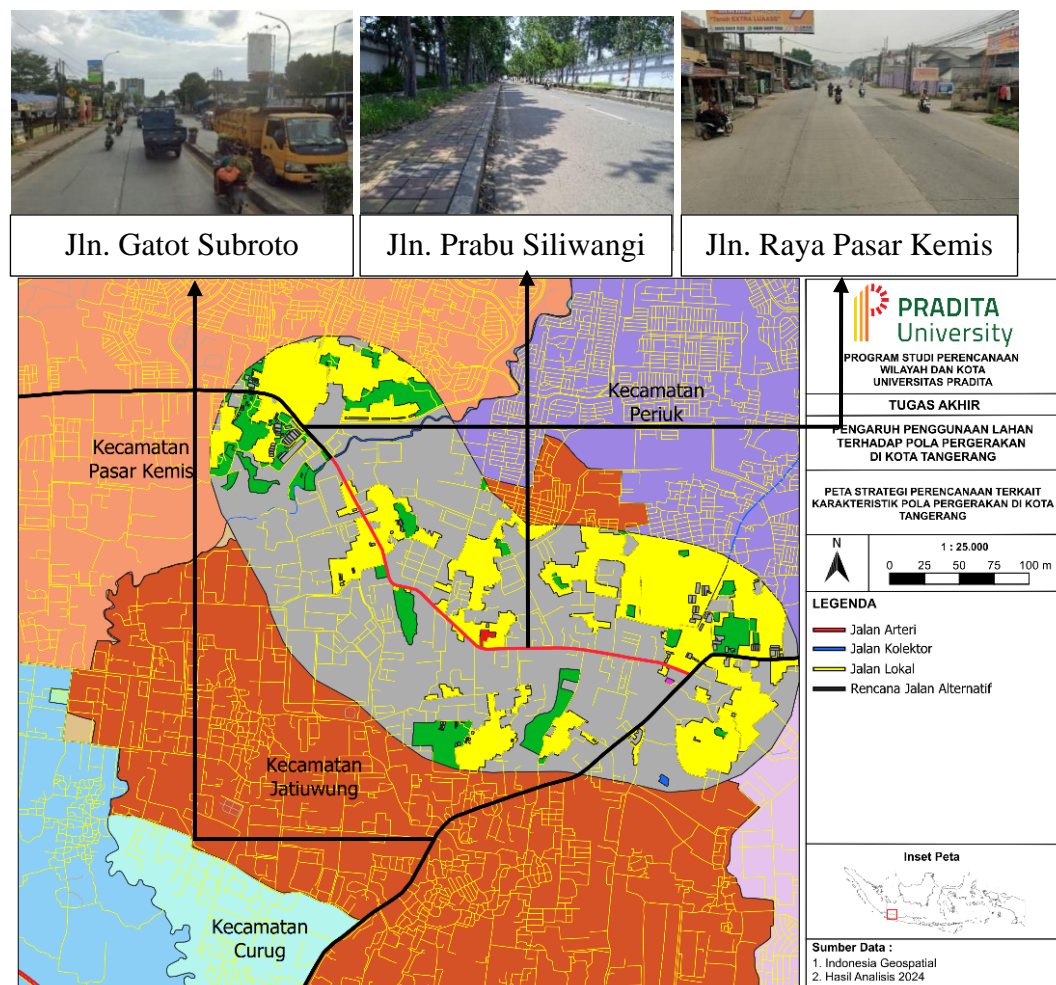 Jln. Gatot Subroto
Jln. Prabu Siliwangi
Jln. Raya Pasar Kemis
Kecamatan
Periuk
Kecamatan
Pasar Kemis
Kecamatan
Jatiuwung
Kecamatan
Curug
PRADITA
University
PROGRAM STUDI PERENCANAAN
WILAYAH DAN KOTA
UNIVERSITAS PRADITA
TUGAS AKHIR
PENGARUH PENGGUNAAN LAHAN
TERHADAP POLA PERGERAKAN
DI KOTA TANGERANG
PETA STRATEGI PERENCANAAN TERKAIT
KARAKTERISTIK POLA PERGERAKAN DI KOTA
TANGERANG
N
1 : 25.000
0 25 50 75 100 m
LEGENDA
Jalan Arteri
Jalan Kolektor
Jalan Lokal
Rencana Jalan Alternatif
Inset Peta
Sumber Data :
1. Indonesia Geospatial
2. Hasil Analisis 2024